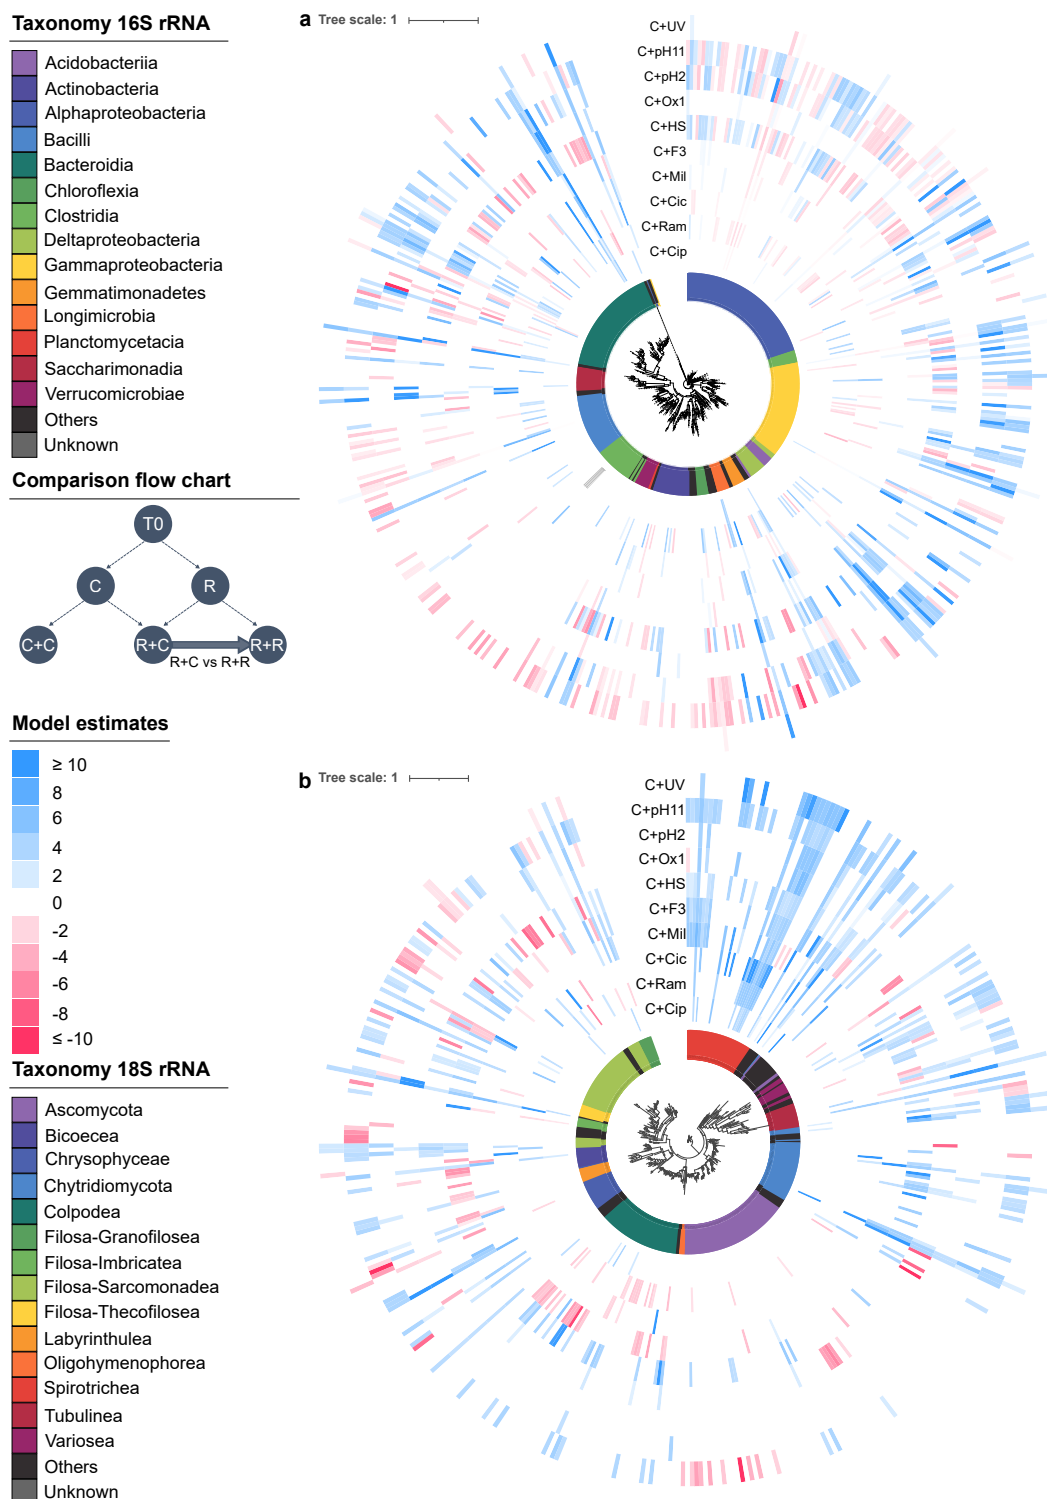 Taxonomy 16S rRNA
Acidobacteriia
Actinobacteria
Alphaproteobacteria
Bacilli
Bacteroidia
Chloroflexia
Clostridia
Deltaproteobacteria
Gammaproteobacteria
Gemmatimonadetes
Longimicrobia
Planctomycetacia
Saccharimonadia
Verrucomicrobiae
Others
Unknown
Comparison flow chart
T0
C
R
C+C
R+C
R+R
R+C vs R+R
Model estimates
≥ 10
8
6
4
2
0
-2
-4
-6
-8
≤ -10
Taxonomy 18S rRNA
Ascomycota
Bicoecea
Chrysophyceae
Chytridiomycota
Colpodea
Filosa-Granofilosea
Filosa-Imbricatea
Filosa-Sarcomonadea
Filosa-Thecofilosea
Labyrinthulea
Oligohymenophorea
Spirotrichea
Tubulinea
Variosea
Others
Unknown
a Tree scale: 1
C+UV
C+pH11
C+pH2
C+Ox1
C+HS
C+F3
C+Mil
C+Cic
C+Ram
C+Cip
b Tree scale: 1
C+UV
C+pH11
C+pH2
C+Ox1
C+HS
C+F3
C+Mil
C+Cic
C+Ram
C+Cip